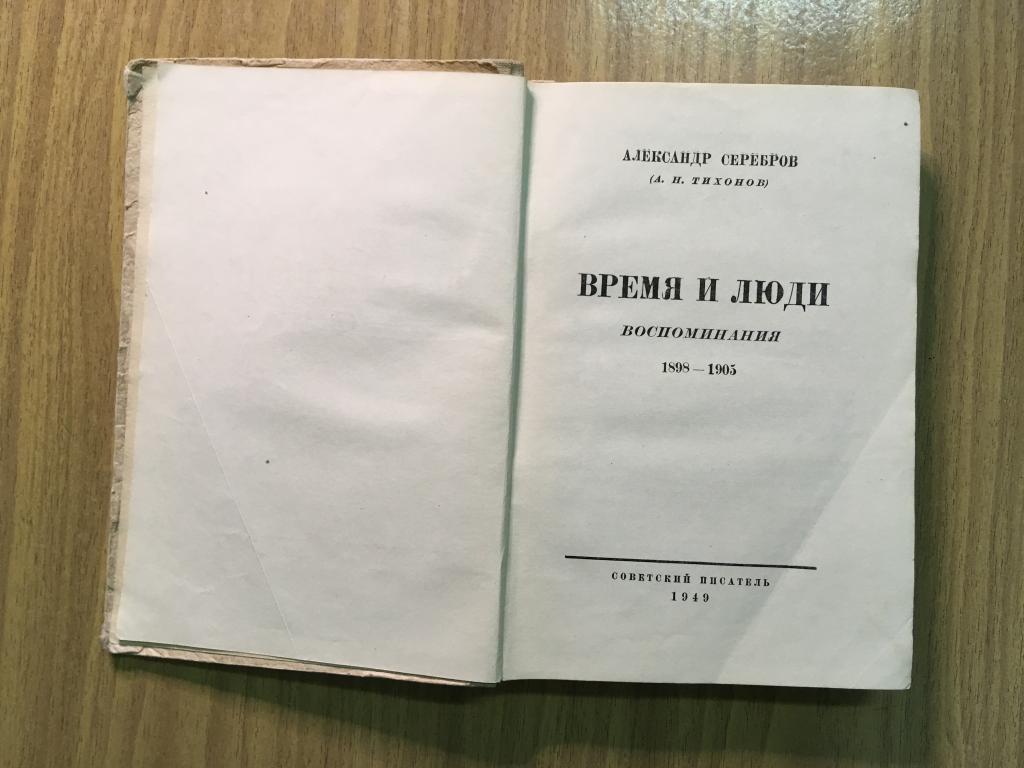 АЛЕКСАНДР СЕРЕБРОВ
(А. Н. ТИХОНОВ)
ВРЕМЯ И ЛЮДИ
ВОСПОМИНАНИЯ
1898 — 1905
СОВЕТСКИЙ ПИСАТЕЛЬ
1949